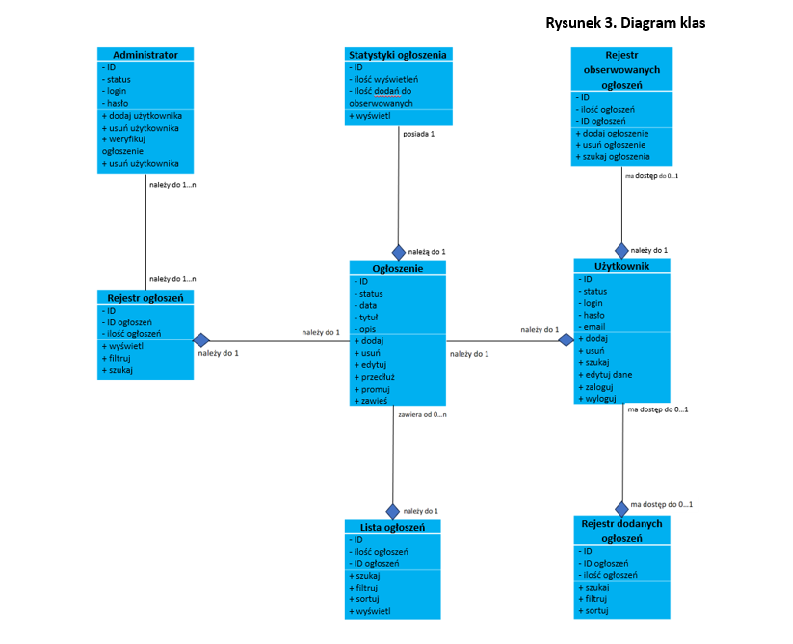 Rysunek 3. Diagram klas
Administrator
- ID
- status
- login
- hasło
+ dodaj użytkownika
+ usuń użytkownika
+ weryfikuj
ogłoszenie
+ usuń użytkownika
należy do 1...n
należy do 1...n
Rejestr ogłoszeń
- ID
- ID ogłoszeń
- ilość ogłoszeń
+ wyświetl
+ filtruj
+ szukaj
należy do 1
należy do 1
Statystyki ogłoszenia
- ID
- ilość wyświetleń
- ilość dodań do
obserwowanych
+ wyświetl
posiada 1
należą do 1
Ogłoszenie
- ID
- status
- data
- tytuł
- opis
+ dodaj
+ usuń
+ edytuj
+ przedłuż
+ promuj
+ zawieś
zawiera od 0...n
należy do 1
Lista ogłoszeń
- ID
- ilość ogłoszeń
- ID ogłoszeń
+ szukaj
+ filtruj
+ sortuj
+ wyświetl
należy do 1
należy do 1
Rejestr
obserwowanych
ogłoszeń
- ID
- ilość ogłoszeń
- ID ogłoszeń
+ dodaj ogłoszenie
+ usuń ogłoszenie
+ szukaj ogłoszenia
ma dostęp do 0..1
należy do 1
Użytkownik
- ID
- status
- login
- hasło
- email
+ dodaj
+ usuń
+ szukaj
+ edytuj dane
+ zaloguj
+ wyloguj
ma dostęp do 0...1
ma dostęp do 0...1
Rejestr dodanych
ogłoszeń
- ID
- ID ogłoszeń
- ilość ogłoszeń
+ szukaj
+ filtruj
+ sortuj